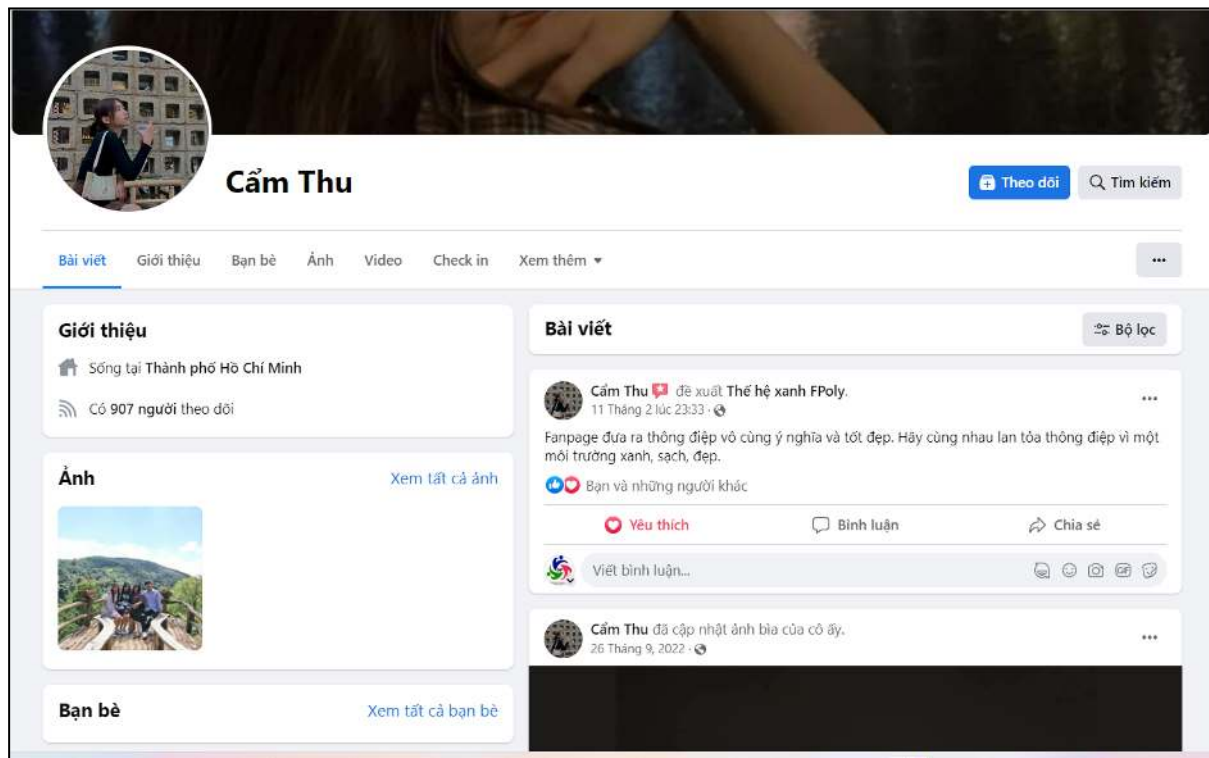 Cẩm Thu
Theo dõi
Tìm kiếm
Bài viết
Giới thiệu
Bạn bè
Ảnh
Video
Check in
Xem thêm
Giới thiệu
Sống tại Thành phố Hồ Chí Minh
Có 907 người theo dõi
Ảnh
Xem tất cả ảnh
Bạn bè
Xem tất cả bạn bè
Bài viết
Bộ lọc
Cẩm Thu đề xuất Thế hệ xanh FPoly.
11 Tháng 2 lúc 23:33 ·
Fanpage đưa ra thông điệp vô cùng ý nghĩa và tốt đẹp. Hãy cùng nhau lan tỏa thông điệp vì một
môi trường xanh, sạch, đẹp.
Bạn và những người khác
Yêu thích
Bình luận
Chia sẻ
Viết bình luận...
GIF
Cẩm Thu đã cập nhật ảnh bìa của cô ấy.
26 Tháng 9, 2022 ·